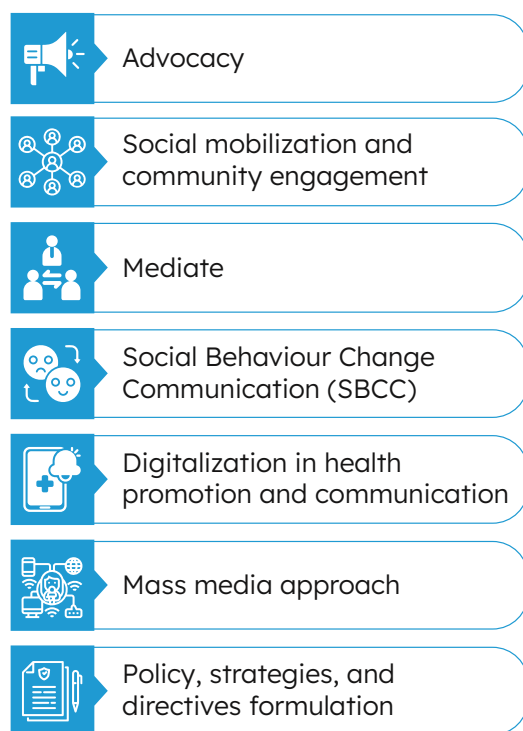 Advocacy
Social mobilization and
community engagement
Mediate
Social Behaviour Change
Communication (SBCC)
Digitalization in health
promotion and communication
Mass media approach
Policy, strategies, and
directives formulation